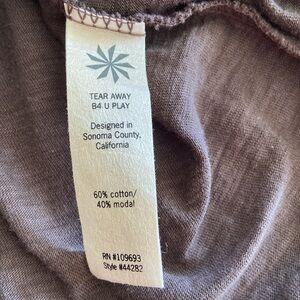 TEAR AWAY
B4 U PLAY
Designed in
Sonoma County,
California
60% cotton/
40% modal
RN #109693
Style #44282